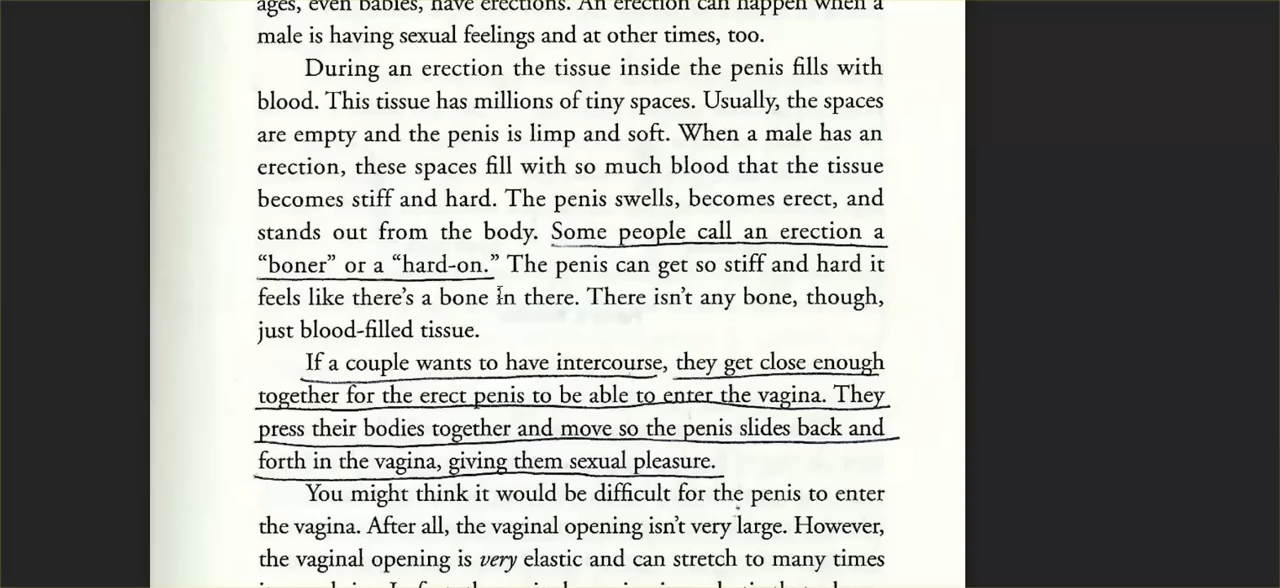 ages, even babies, have erections. An erection can happen when a
male is having sexual feelings and at other times, too.
During an erection the tissue inside the penis fills with
blood. This tissue has millions of tiny spaces. Usually, the spaces
are empty and the penis is limp and soft. When a male has an
erection, these spaces fill with so much blood that the tissue
becomes stiff and hard. The penis swells, becomes erect, and
stands out from the body. Some people call an erection a
“boner” or a “hard-on.” The penis can get so stiff and hard it
feels like there’s a bone in there. There isn’t any bone, though,
just blood-filled tissue.
If a couple wants to have intercourse, they get close enough
together for the erect penis to be able to enter the vagina. They
press their bodies together and move so the penis slides back and
forth in the vagina, giving them sexual pleasure.
You might think it would be difficult for the penis to enter
the vagina. After all, the vaginal opening isn’t very large. However,
the vaginal opening is very elastic and can stretch to many times